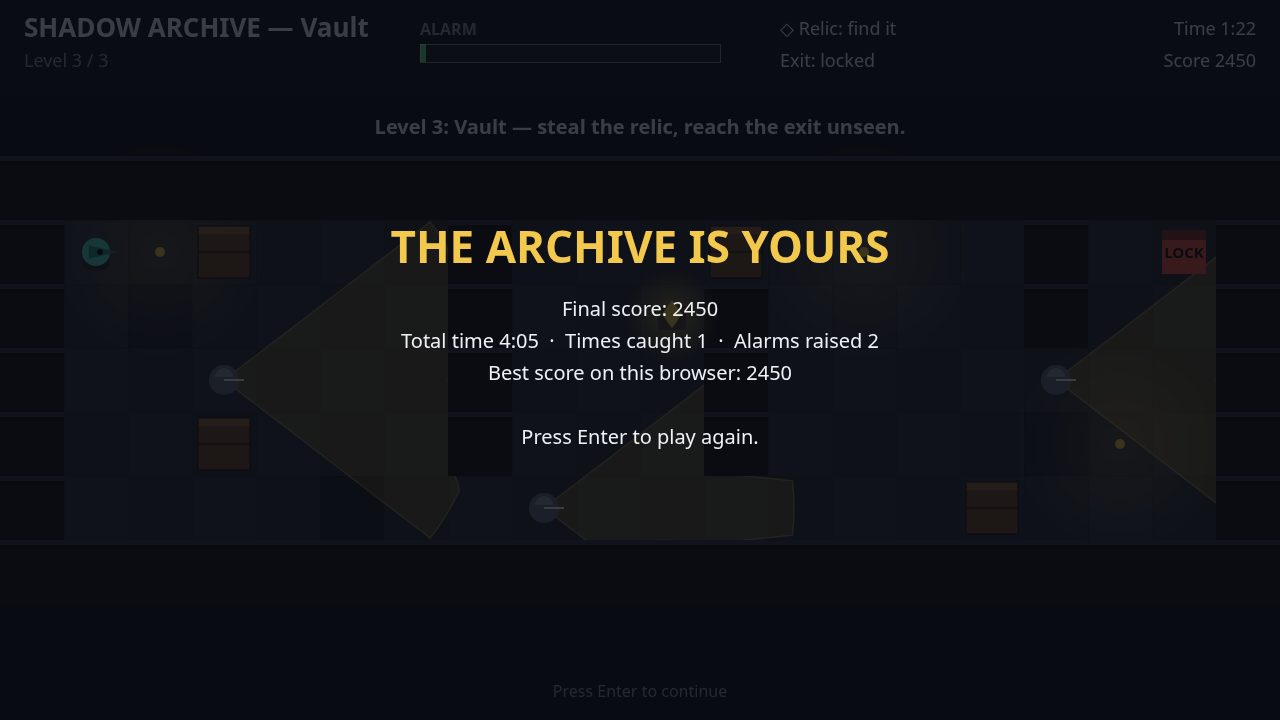 SHADOW ARCHIVE — Vault
Level 3 / 3
ALARM
◇ Relic: find it
Exit: locked
Time 1:22
Score 2450
Level 3: Vault — steal the relic, reach the exit unseen.
LOCK
THE ARCHIVE IS YOURS
Final score: 2450
Total time 4:05 · Times caught 1 · Alarms raised 2
Best score on this browser: 2450
Press Enter to play again.
Press Enter to continue